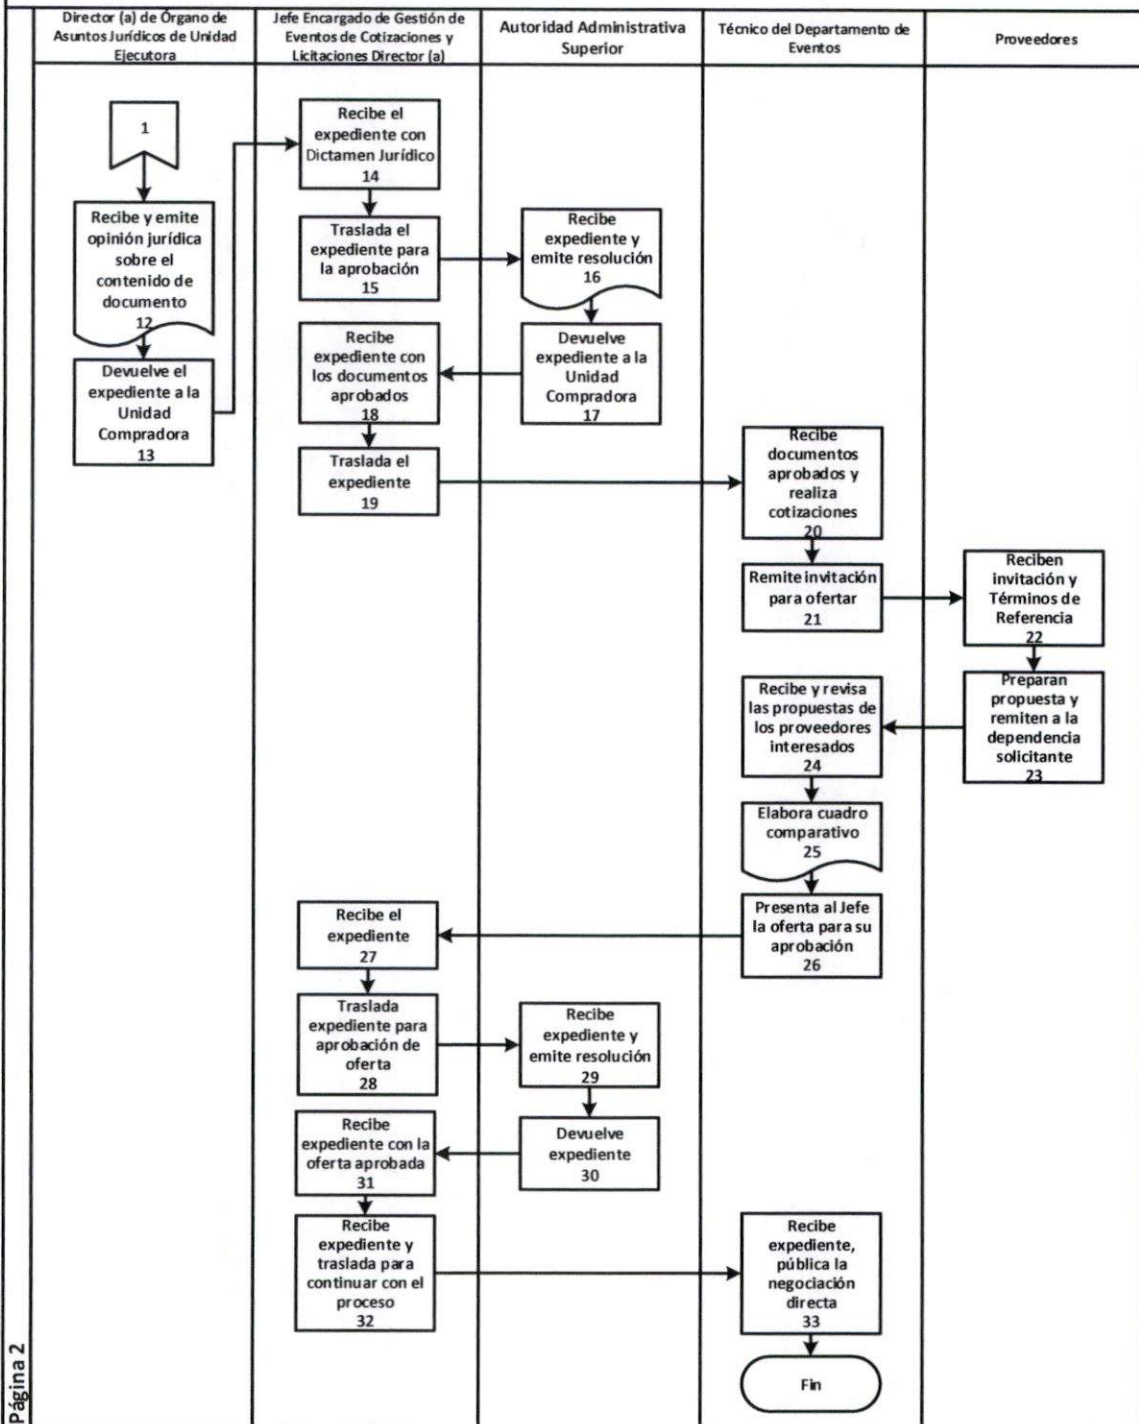 Director (a) de Órgano de
Asuntos Jurídicos de Unidad
Ejecutora
Jefe Encargado de Gestión de
Eventos de Cotizaciones y
Licitaciones Director (a)
Autoridad Administrativa
Superior
Técnico del Departamento de
Eventos
Proveedores
1
Recibe y emite
opinión jurídica
sobre el
contenido de
documento
12
Devuelve el
expediente a la
Unidad
Compradora
13
Recibe el
expediente con
Dictamen Jurídico
14
Traslada el
expediente para
la aprobación
15
Recibe
expediente y
emite resolución
16
Devuelve
expediente a la
Unidad
Compradora
17
Recibe
expediente con
los documentos
aprobados
18
Traslada el
expediente
19
Recibe
documentos
aprobados y
realiza
cotizaciones
20
Remite invitación
para ofertar
21
Reciben
invitación y
Términos de
Referencia
22
Preparan
propuesta y
remiten a la
dependencia
solicitante
23
Recibe y revisa
las propuestas de
los proveedores
interesados
24
Elabora cuadro
comparativo
25
Presenta al Jefe
la oferta para su
aprobación
26
Recibe el
expediente
27
Traslada
expediente para
aprobación de
oferta
28
Recibe
expediente y
emite resolución
29
Devuelve
expediente
30
Recibe
expediente con la
oferta aprobada
31
Recibe
expediente y
traslada para
continuar con el
proceso
32
Recibe
expediente,
pública la
negociación
directa
33
Fin
Página 2